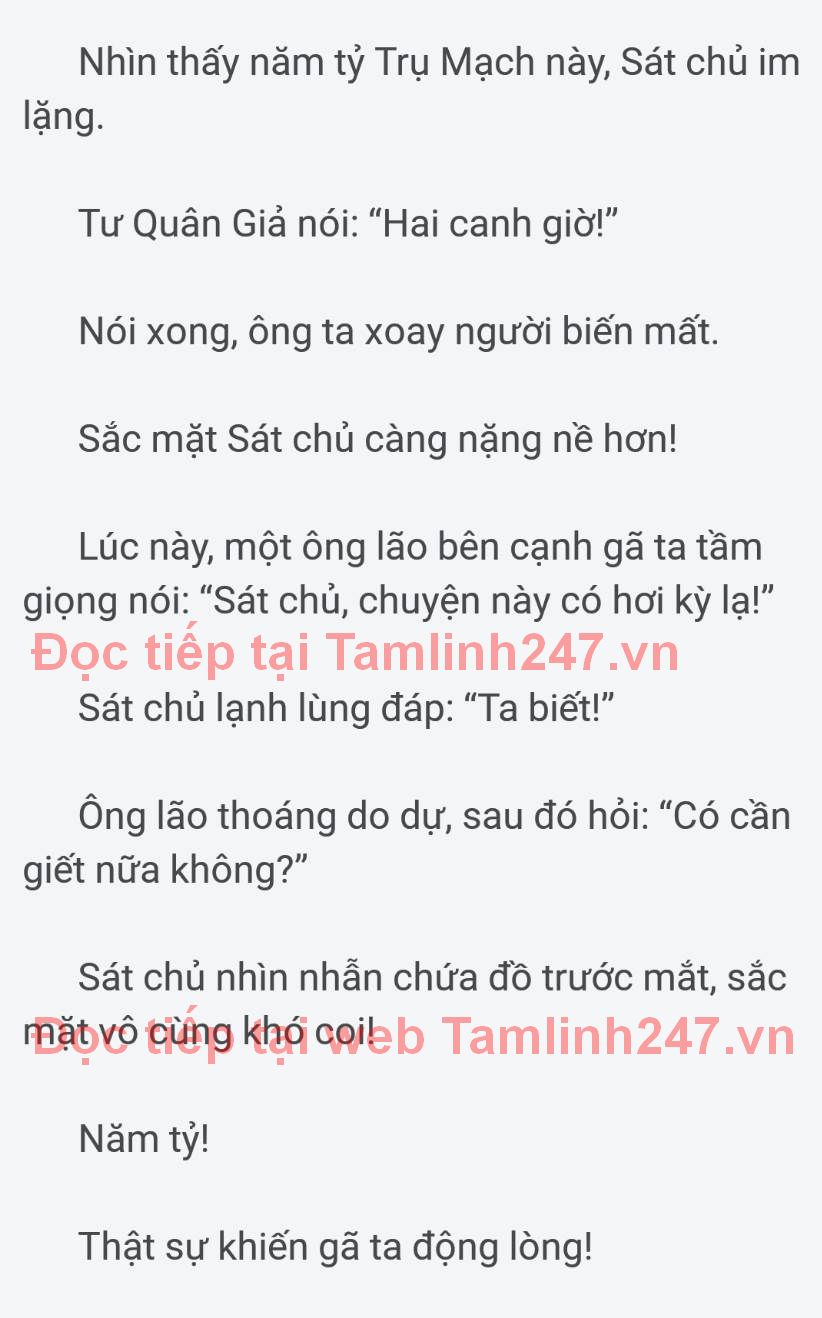 Nhìn thấy năm tỷ Trụ Mạch này, Sát chủ im
lặng.
Tư Quân Giả nói: “Hai canh giờ!”
Nói xong, ông ta xoay người biến mất.
Sắc mặt Sát chủ càng nặng nề hơn!
Lúc này, một ông lão bên cạnh gã ta tầm
giọng nói: “Sát chủ, chuyện này có hơi kỳ lạ!”
Đọc tiếp tại Tamlinh247.vn
Sát chủ lạnh lùng đáp: “Ta biết!”
Ông lão thoáng do dự, sau đó hỏi: “Có cần
giết nữa không?”
Sát chủ nhìn nhẫn chứa đồ trước mắt, sắc
mặt vô cùng khó coi!
Đọc tiếp tại web Tamlinh247.vn
Năm tỷ!
Thật sự khiến gã ta động lòng!